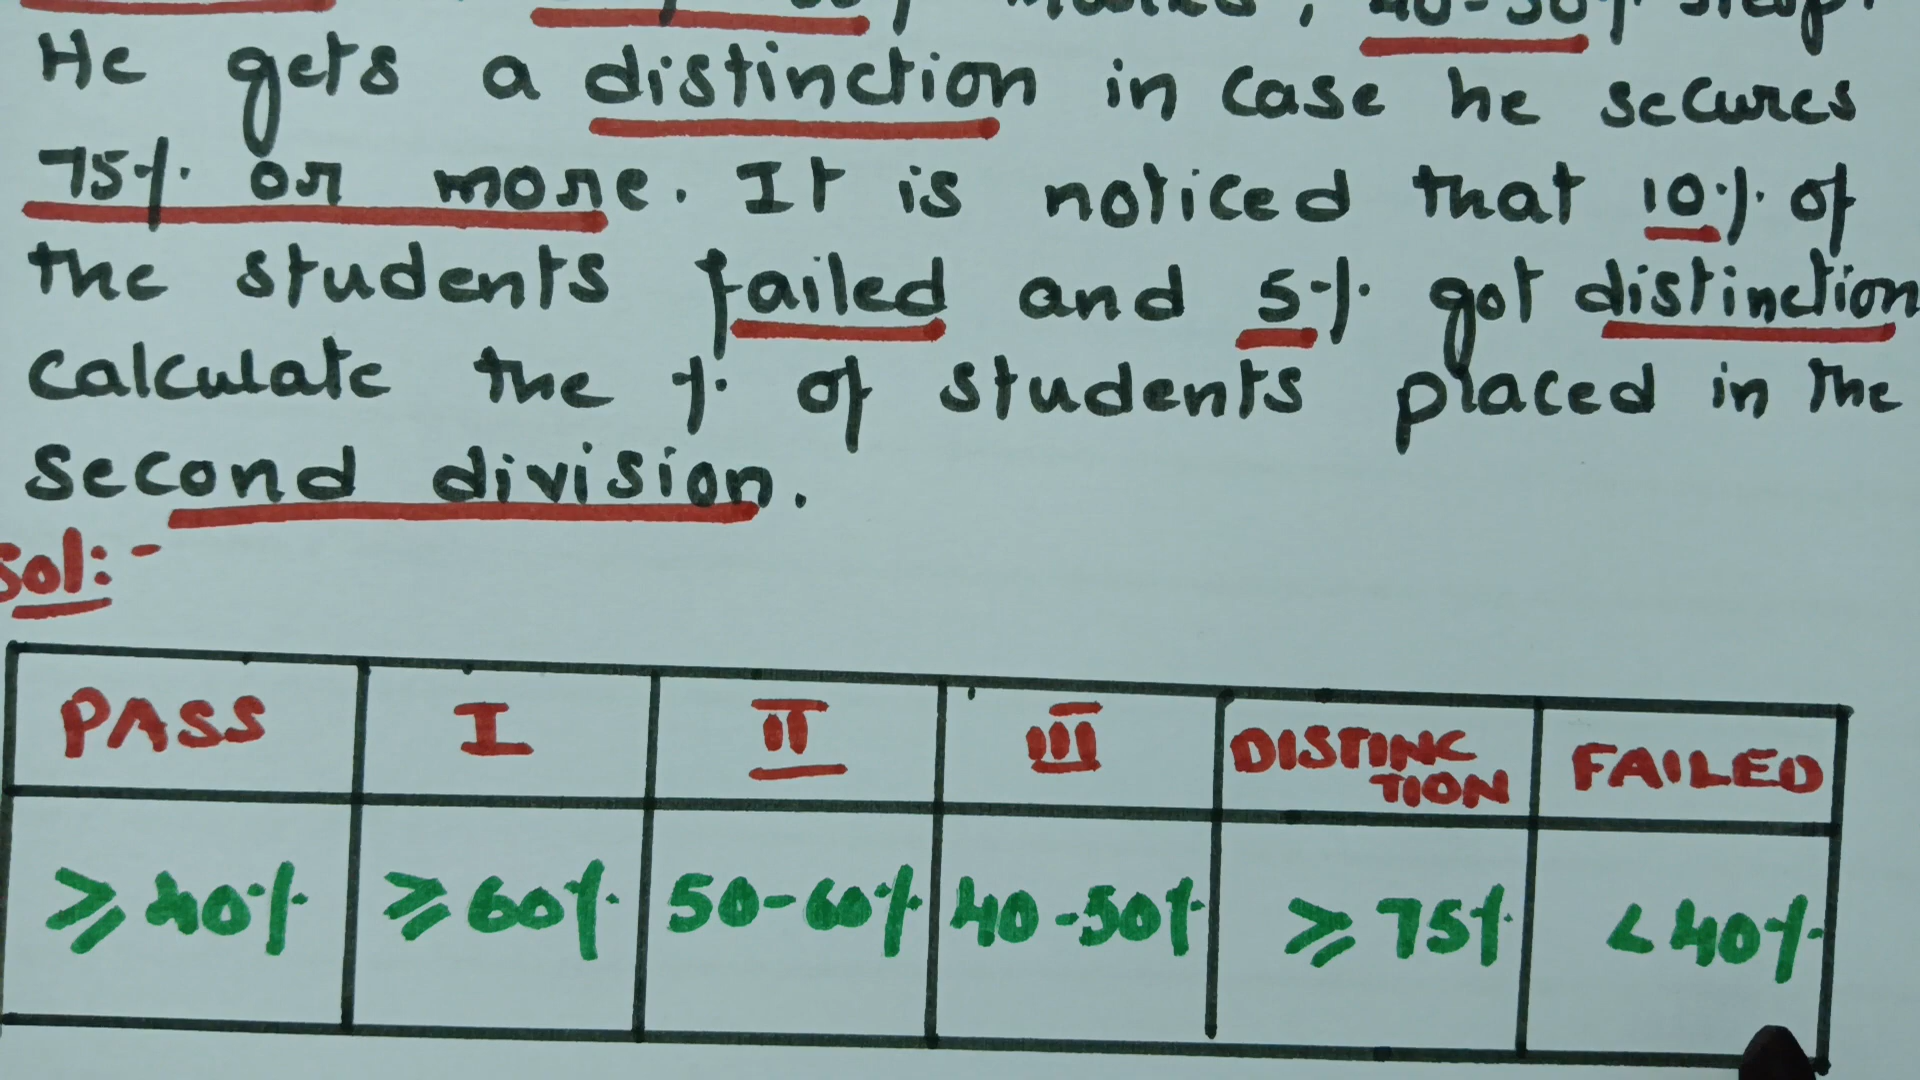 He gets a distinction in case he secures
75% or more. It is noticed that 10% of
the students failed and 5% got distinction
Calculate the % of students placed in the
second division.
Sol:-
PASS I II III DISTINCTION FAILED
≥ 40% ≥ 60% 50-60% 40-50% ≥ 75% < 40%